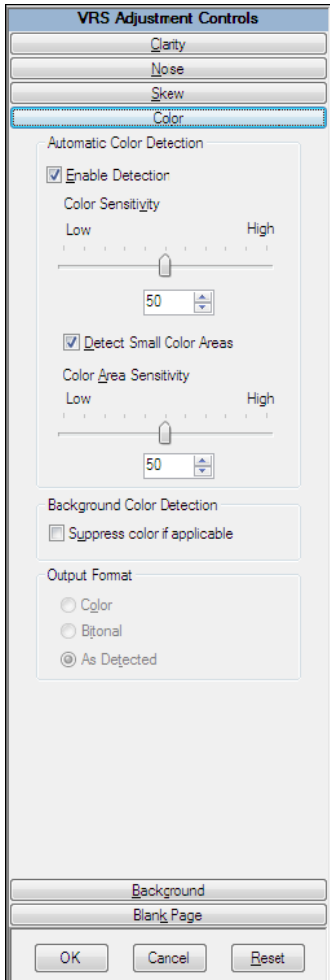 VRS Adjustment Controls
Clarity
Nose
Skew
Color
Automatic Color Detection
Enable Detection
Color Sensitivity
Low High
50
Detect Small Color Areas
Color Area Sensitivity
Low High
50
Background Color Detection
Suppress color if applicable
Output Format
Color
Bitonal
As Detected
Background
Blank Page
OK Cancel Reset